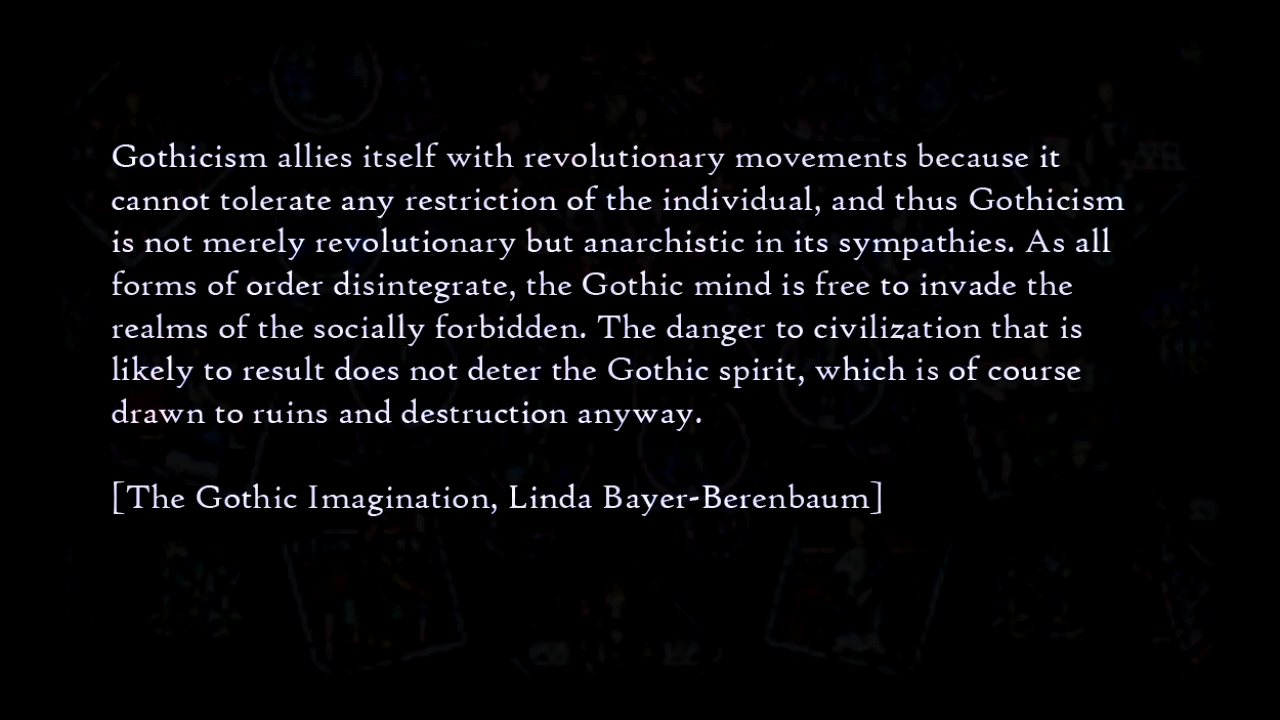 Gothicism allies itself with revolutionary movements because it
cannot tolerate any restriction of the individual, and thus Gothicism
is not merely revolutionary but anarchistic in its sympathies. As all
forms of order disintegrate, the Gothic mind is free to invade the
realms of the socially forbidden. The danger to civilization that is
likely to result does not deter the Gothic spirit, which is of course
drawn to ruins and destruction anyway.
[The Gothic Imagination, Linda Bayer-Berenbaum]